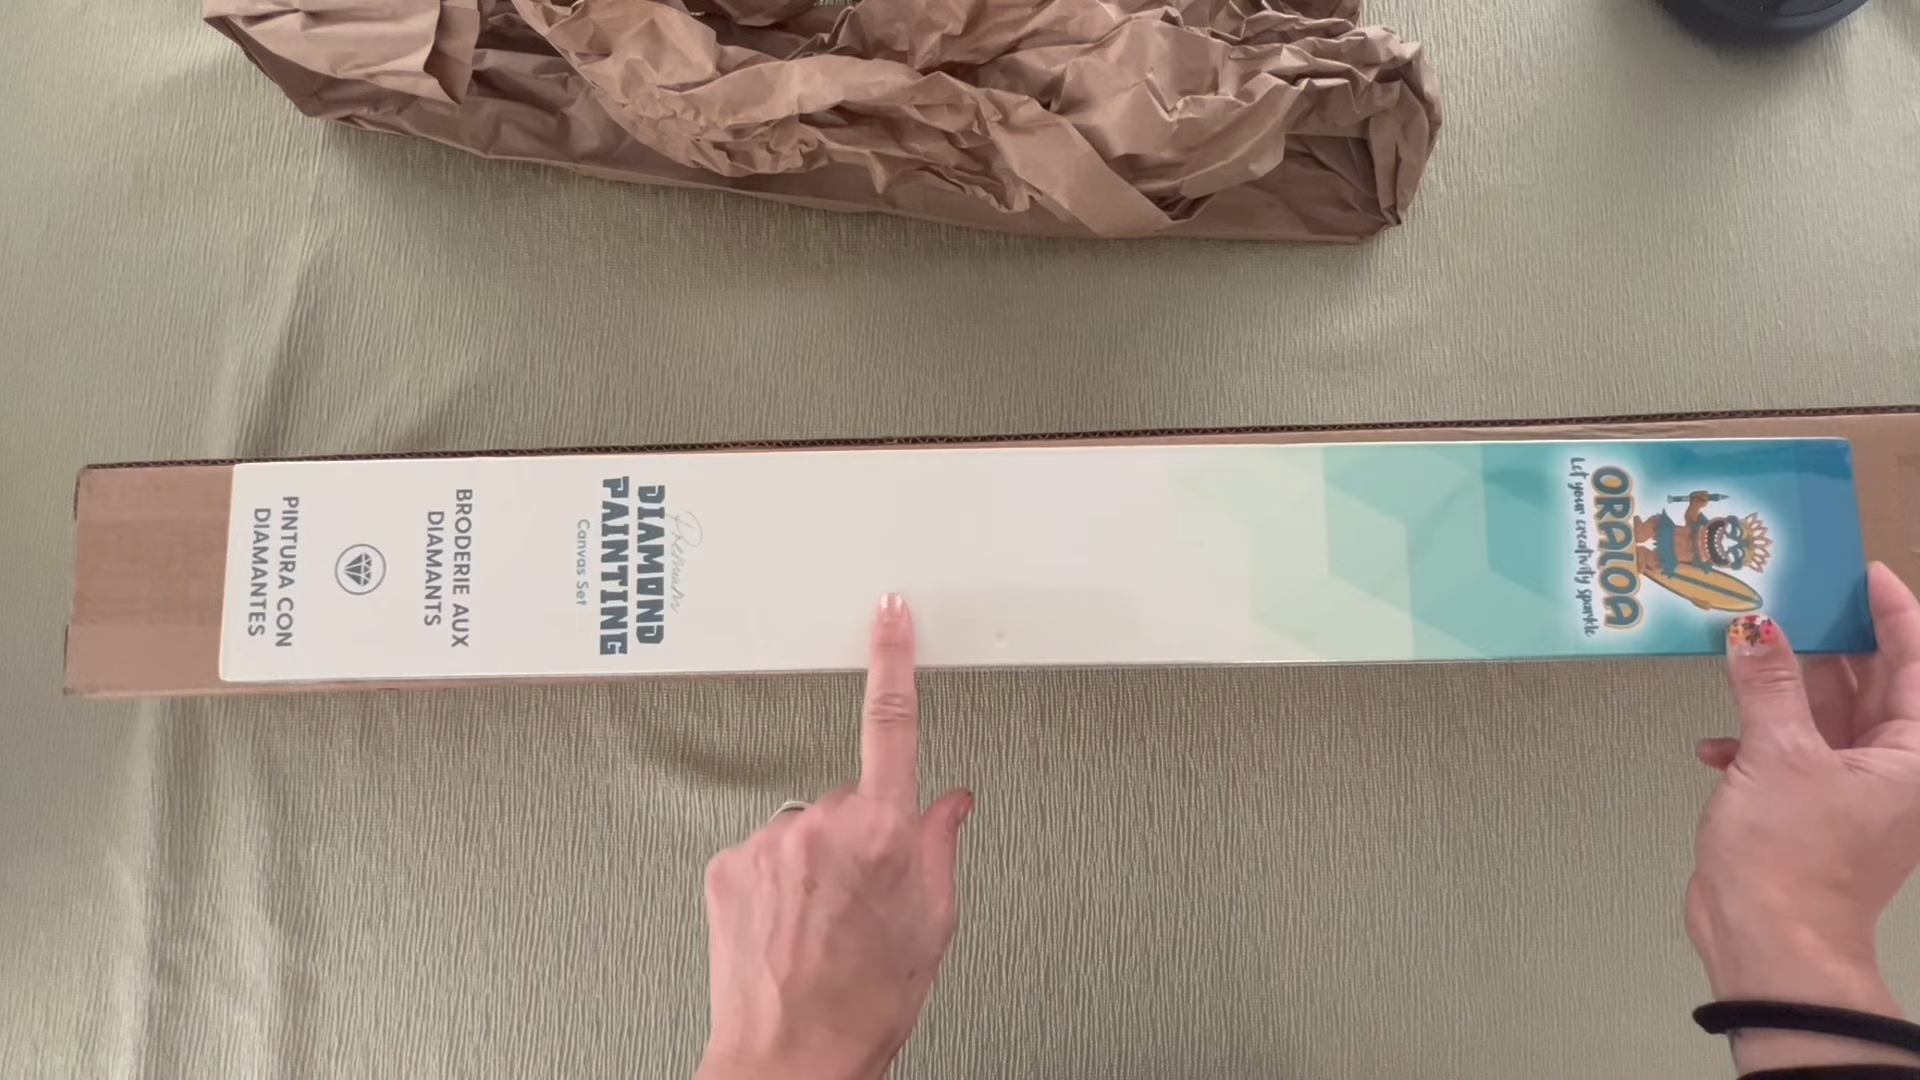 ORALOA
Let your creativity sparkle
Premium
DIAMOND
PAINTING
Canvas Set
BRODERIE AUX
DIAMANTS
PINTURA CON
DIAMANTES